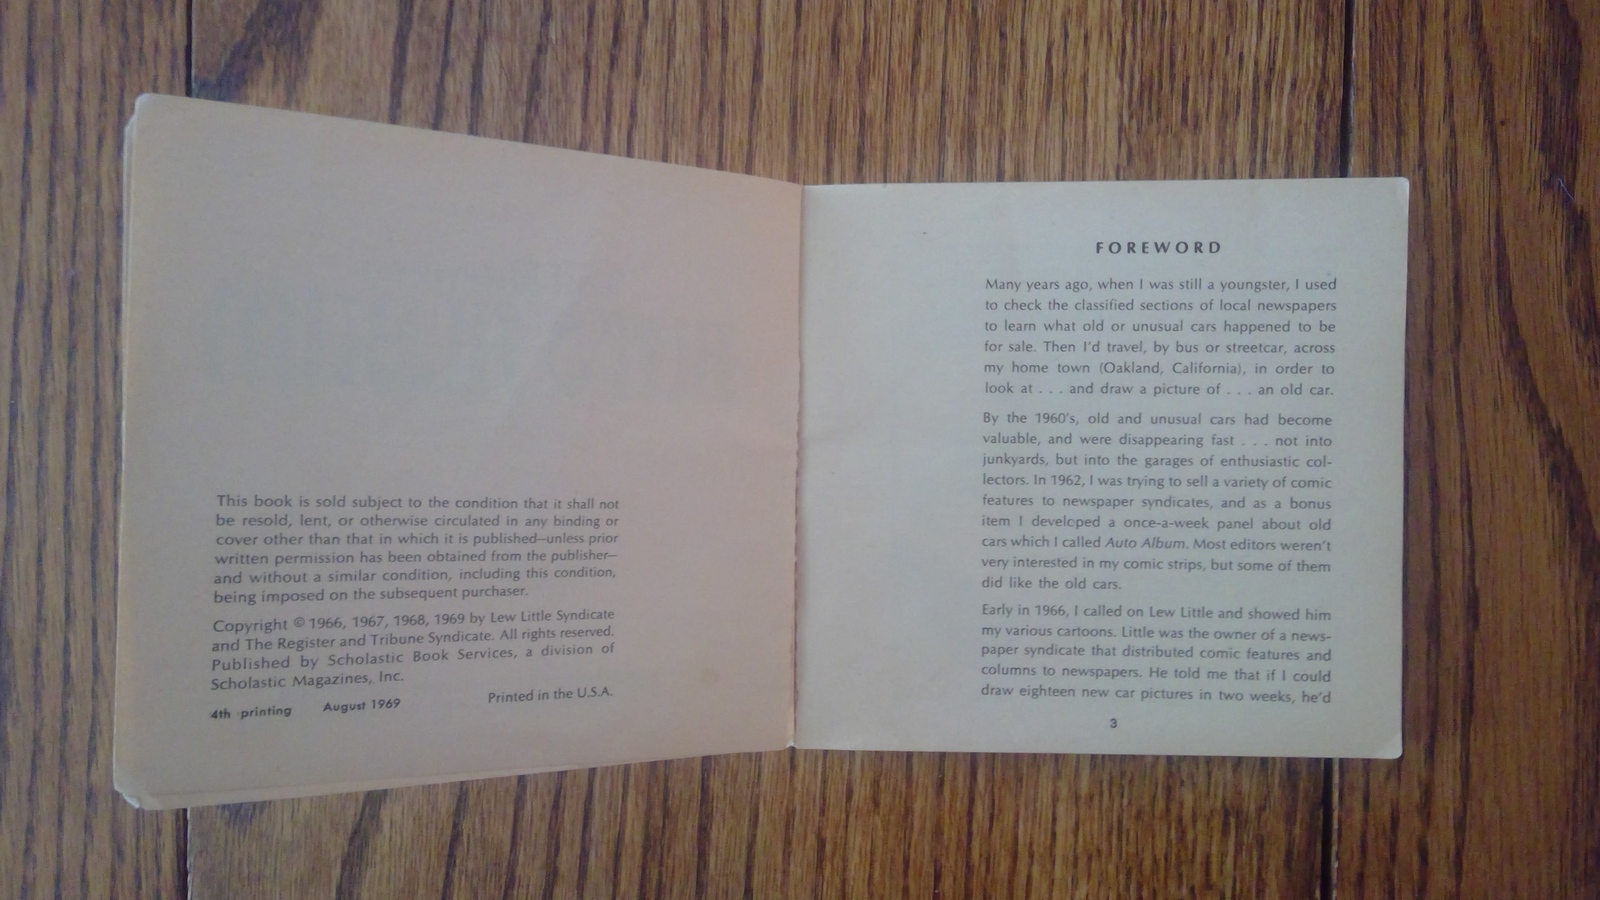 This book is sold subject to the condition that it shall not
be resold, lent, or otherwise circulated in any binding or
cover other than that in which it is published—unless prior
written permission has been obtained from the publisher—
and without a similar condition, including this condition,
being imposed on the subsequent purchaser.
Copyright © 1966, 1967, 1968, 1969 by Lew Little Syndicate
and The Register and Tribune Syndicate. All rights reserved.
Published by Scholastic Book Services, a division of
Scholastic Magazines, Inc.
4th printing August 1969 Printed in the U.S.A.
FOREWORD
Many years ago, when I was still a youngster, I used
to check the classified sections of local newspapers
to learn what old or unusual cars happened to be
for sale. Then I'd travel, by bus or streetcar, across
my home town (Oakland, California), in order to
look at . . . and draw a picture of . . . an old car.
By the 1960's, old and unusual cars had become
valuable, and were disappearing fast . . . not into
junkyards, but into the garages of enthusiastic col-
lectors. In 1962, I was trying to sell a variety of comic
features to newspaper syndicates, and as a bonus
item I developed a once-a-week panel about old
cars which I called Auto Album. Most editors weren't
very interested in my comic strips, but some of them
did like the old cars.
Early in 1966, I called on Lew Little and showed him
my various cartoons. Little was the owner of a news-
paper syndicate that distributed comic features and
columns to newspapers. He told me that if I could
draw eighteen new car pictures in two weeks, he'd
3